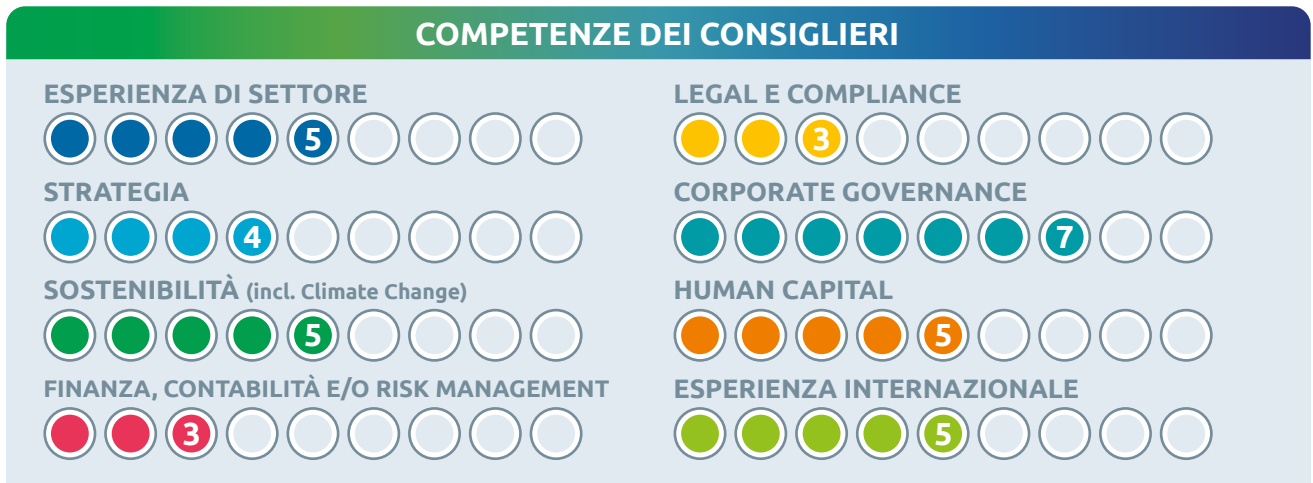 COMPETENZE DEI CONSIGLIERI
ESPERIENZA DI SETTORE
5
STRATEGIA
4
SOSTENIBILITÀ (incl. Climate Change)
5
FINANZA, CONTABILITÀ E/O RISK MANAGEMENT
3
LEGAL E COMPLIANCE
3
CORPORATE GOVERNANCE
7
HUMAN CAPITAL
5
ESPERIENZA INTERNAZIONALE
5